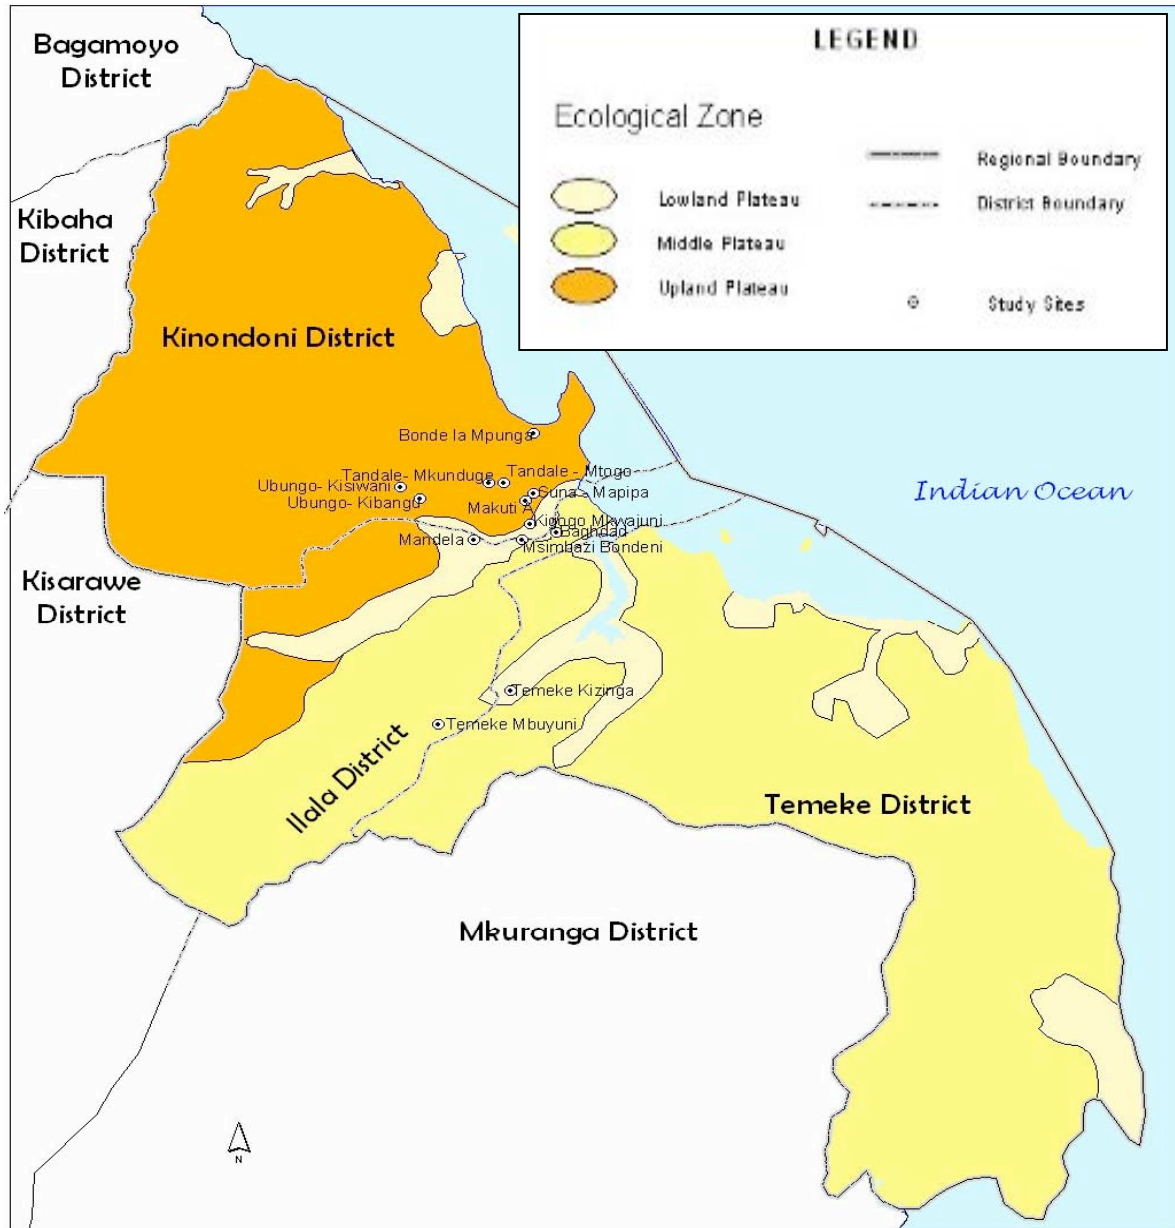 Bagamoyo
District
LEGEND
Ecological Zone
Regional Boundary
Lowland Plateau
District Boundary
Middle Plateau
Upland Plateau
Study Sites
Kibaha
District
Kinondoni District
Bonde la Mpunga
Tandale- Mkunduge
Tandale - Mtogo
Ubungo- Kisiwani
Suna - Mapipa
Ubungo- Kibangu
Makuti A
Indian Ocean
Kigogo Mkwajuni
Baghdad
Mandela
Msimbazi Bondeni
Kisarawe
District
Temeke Kizinga
Temeke Mbuyuni
Ilala District
Temeke District
Mkuranga District
N